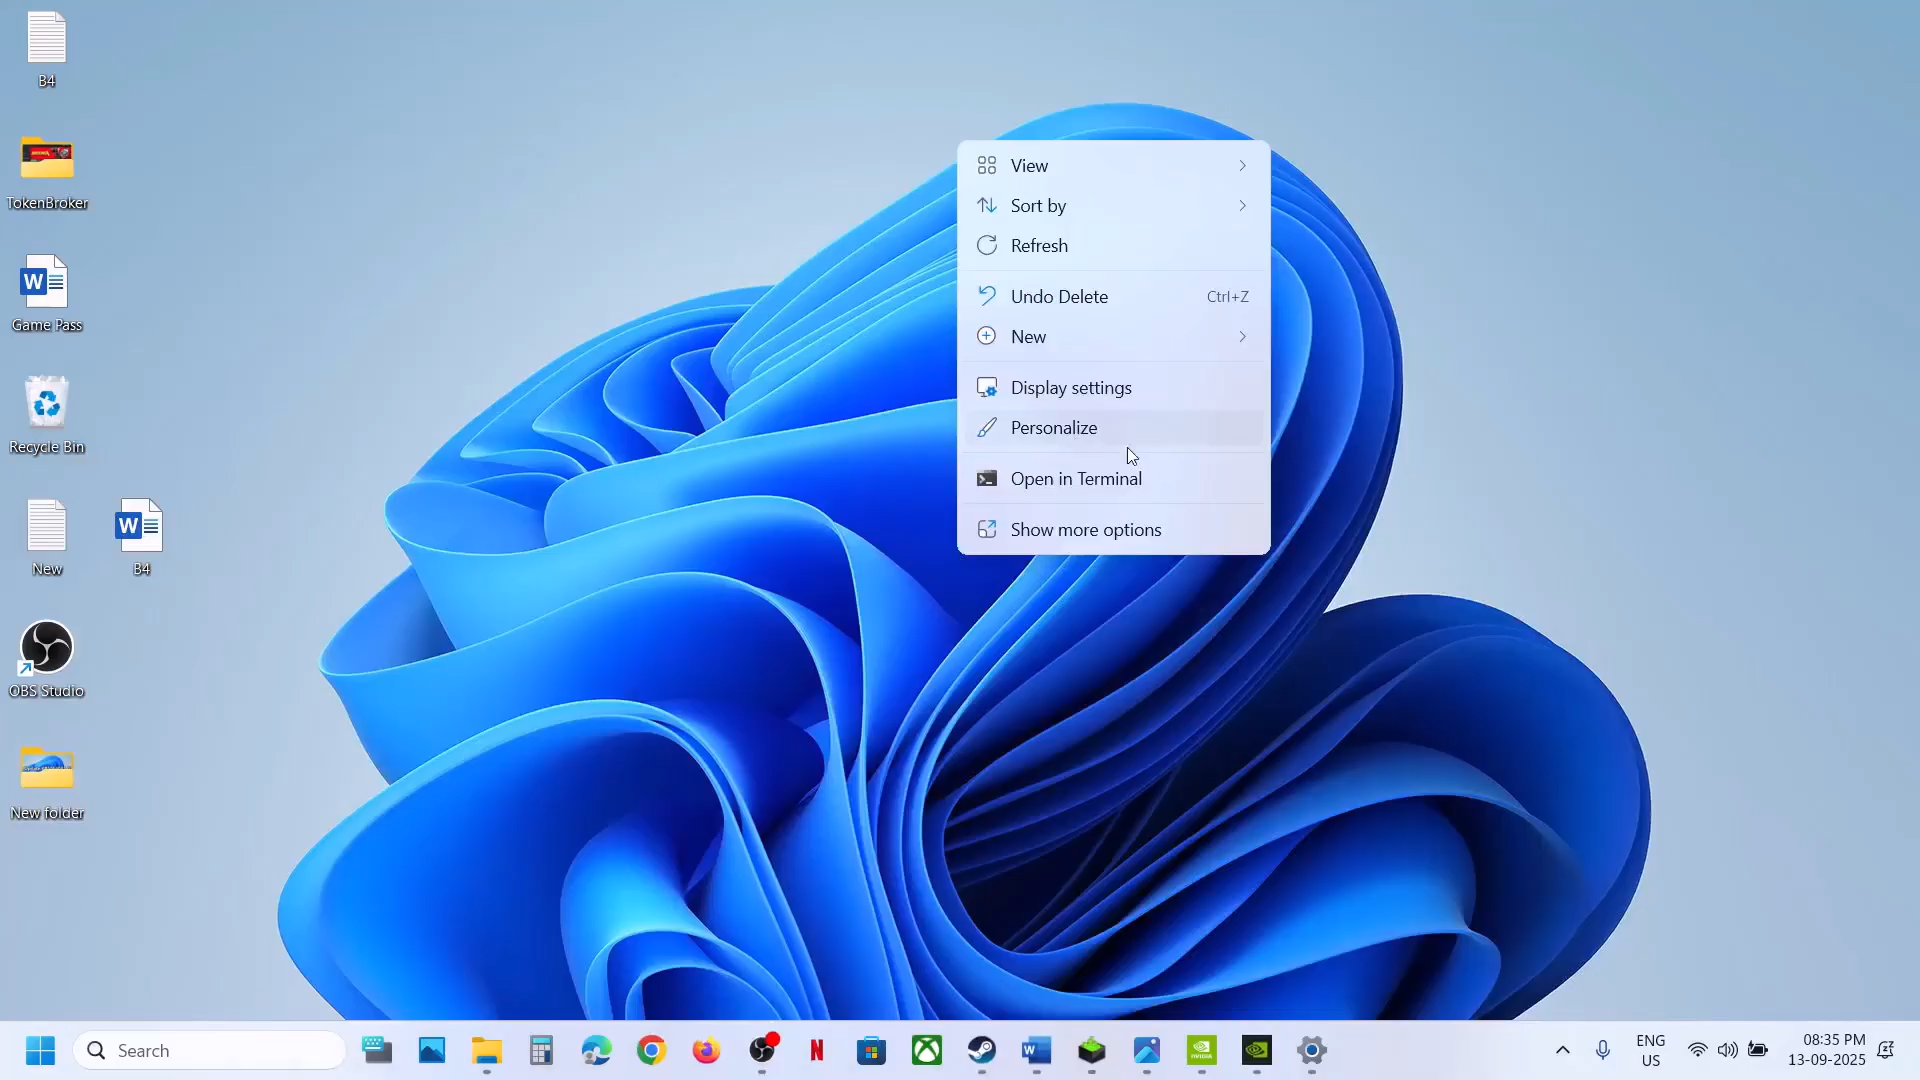 B4
TokenBroker
Game Pass
Recycle Bin
New
B4
OBS Studio
New folder
View
Sort by
Refresh
Undo Delete Ctrl+Z
New
Display settings
Personalize
Open in Terminal
Show more options
Search
ENG
US
08:35 PM
13-09-2025